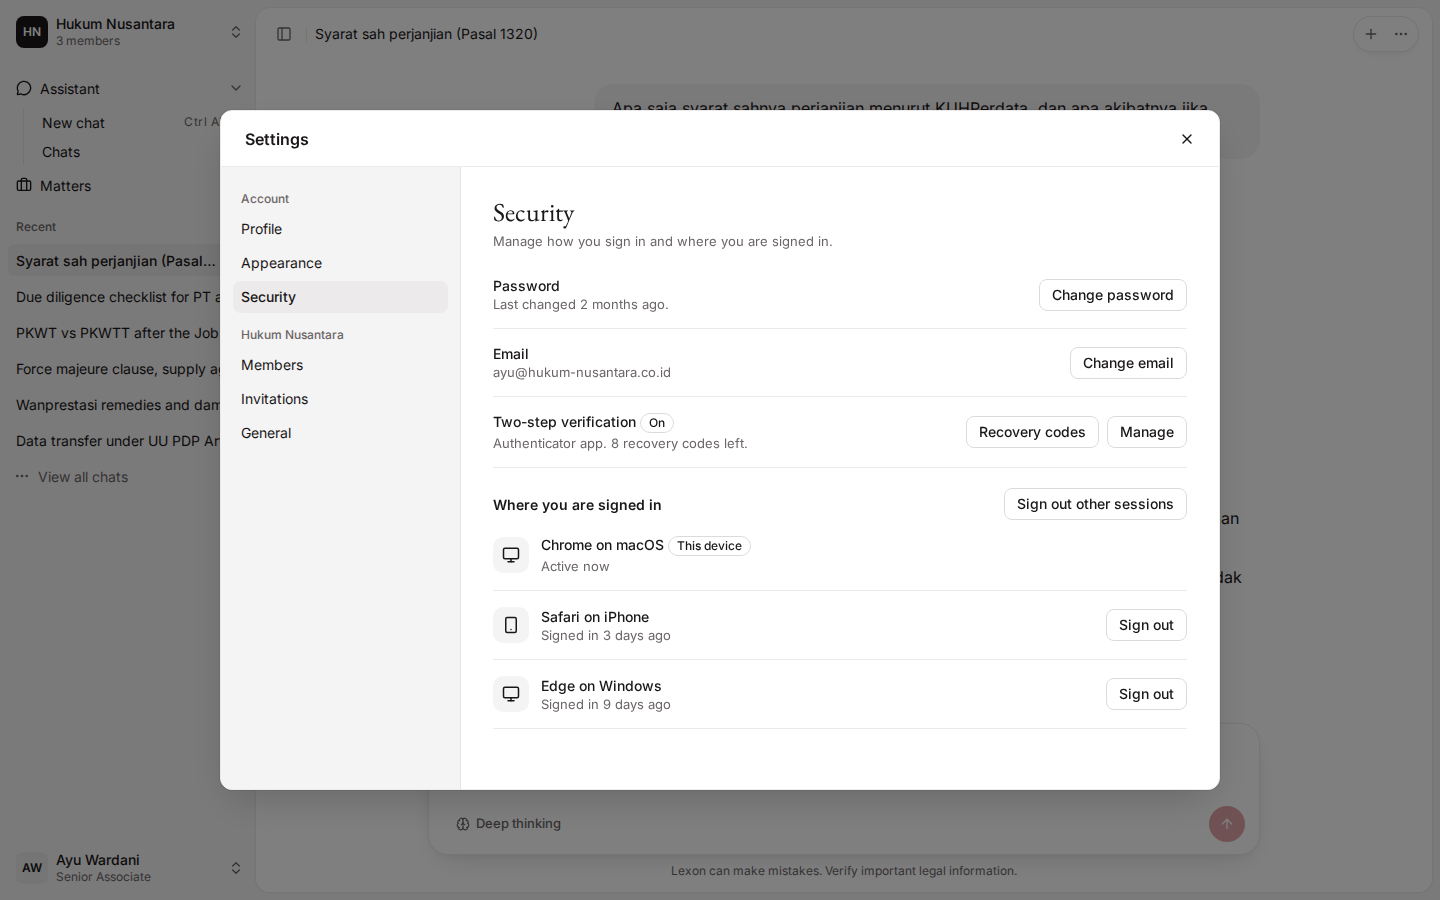 HN
Hukum Nusantara
3 members
Assistant
New chat
Ctrl A
Chats
Matters
Recent
Syarat sah perjanjian (Pasal...
Due diligence checklist for PT a
PKWT vs PKWTT after the Job
Force majeure clause, supply ag
Wanprestasi remedies and dam
Data transfer under UU PDP Ar
View all chats
AW
Ayu Wardani
Senior Associate
Syarat sah perjanjian (Pasal 1320)
Apa saja syarat sahnya perjanjian menurut KUHPerdata, dan apa akibatnya jika
an
dak
Settings
Account
Profile
Appearance
Security
Hukum Nusantara
Members
Invitations
General
Security
Manage how you sign in and where you are signed in.
Password
Last changed 2 months ago.
Change password
Email
ayu@hukum-nusantara.co.id
Change email
Two-step verification On
Authenticator app. 8 recovery codes left.
Recovery codes
Manage
Where you are signed in
Sign out other sessions
Chrome on macOS This device
Active now
Safari on iPhone
Signed in 3 days ago
Sign out
Edge on Windows
Signed in 9 days ago
Sign out
Deep thinking
Lexon can make mistakes. Verify important legal information.